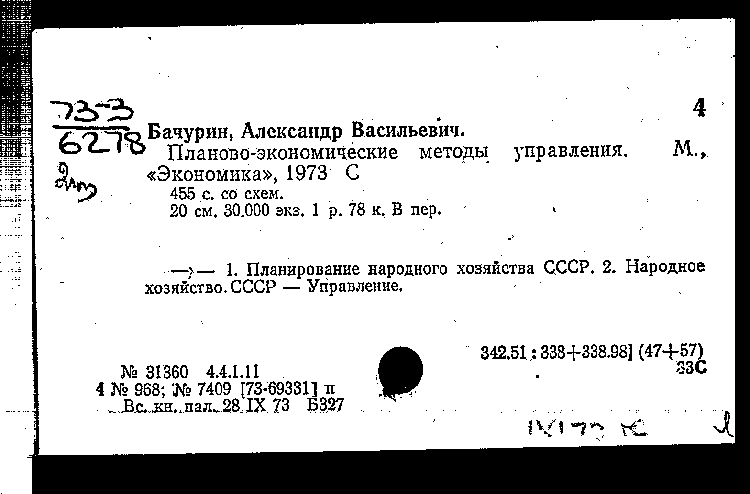 4
73-3
6278
Бачурин, Александр Васильевич.
Планово-экономические методы управления. М.,
«Экономика», 1973 С
455 с. со схем.
20 см. 30.000 экз. 1 р. 78 к. В пер.
—›— 1. Планирование народного хозяйства СССР. 2. Народное
хозяйство. СССР — Управление.
342.51 : 338+338.98] (47+57)
33С
№ 31360 4.4.I.11
4 № 968; № 7409 [73-69331] п
Вс. кн. пал. 28 IX 73 Б327